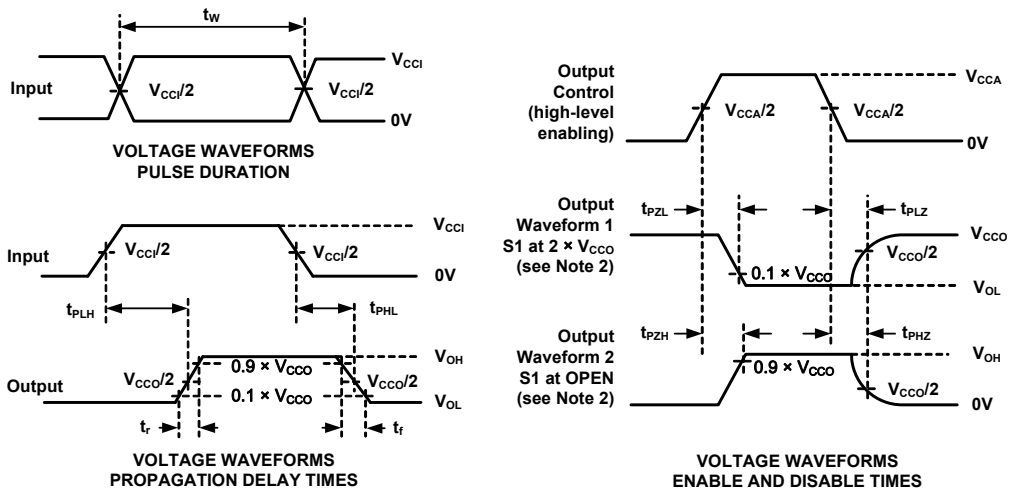 tW
VCCI
Input
VCCI/2
VCCI/2
0V
VOLTAGE WAVEFORMS
PULSE DURATION
VCCI
Input
VCCI/2
VCCI/2
0V
tPLH
tPHL
VOH
0.9 × VCCO
Output
VCCO/2
VCCO/2
0.1 × VCCO
VOL
tr
tf
VOLTAGE WAVEFORMS
PROPAGATION DELAY TIMES
Output
Control
(high-level
enabling)
VCCA
VCCA/2
VCCA/2
0V
Output
Waveform 1
S1 at 2 × VCCO
(see Note 2)
tPZL
tPLZ
VCCO
VCCO/2
0.1 × VCCO
VOL
Output
Waveform 2
S1 at OPEN
(see Note 2)
tPZH
tPHZ
VOH
0.9 × VCCO
VCCO/2
0V
VOLTAGE WAVEFORMS
ENABLE AND DISABLE TIMES